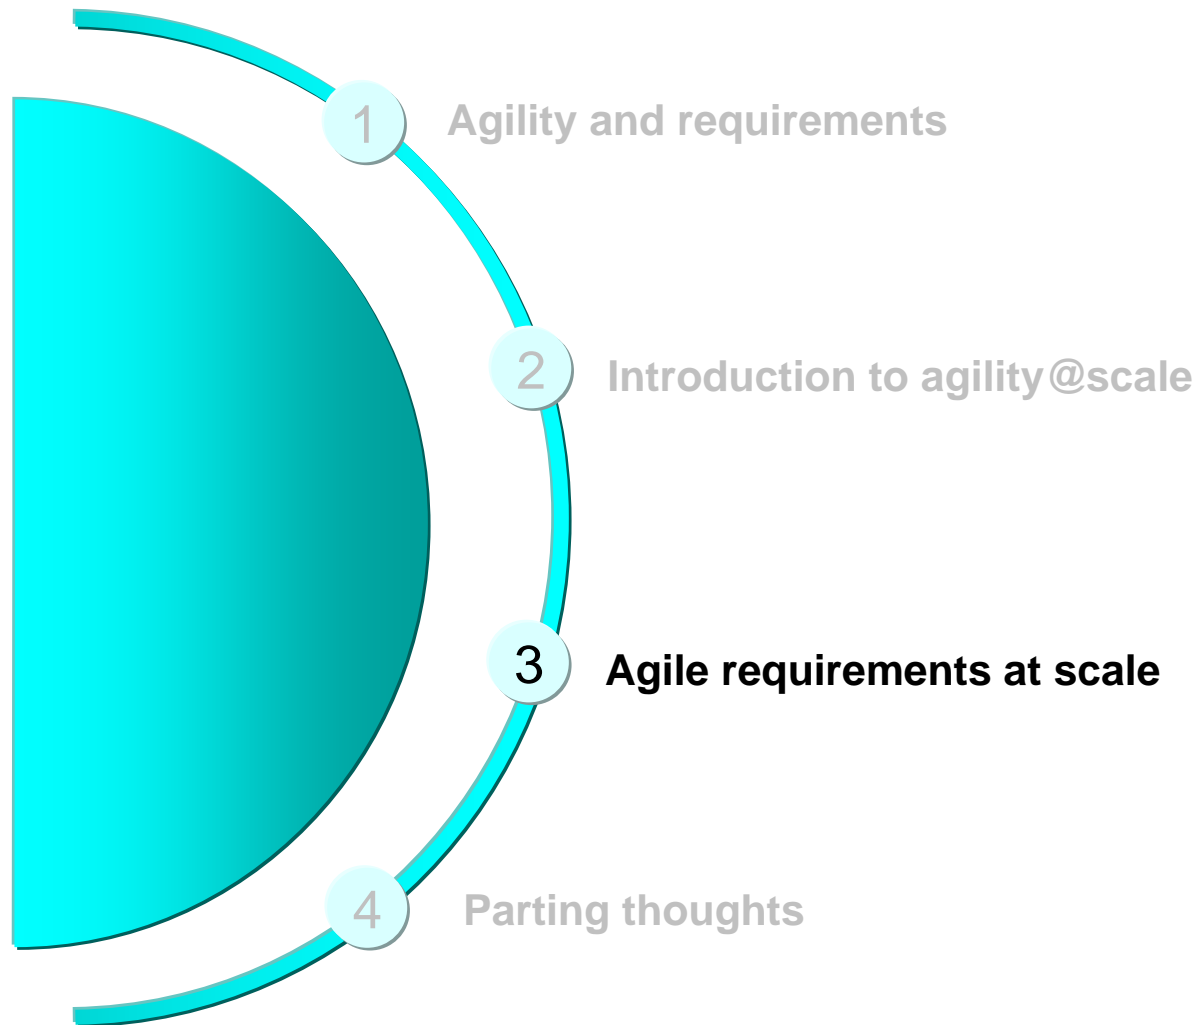 1 Agility and requirements
2 Introduction to agility@scale
3 Agile requirements at scale
4 Parting thoughts